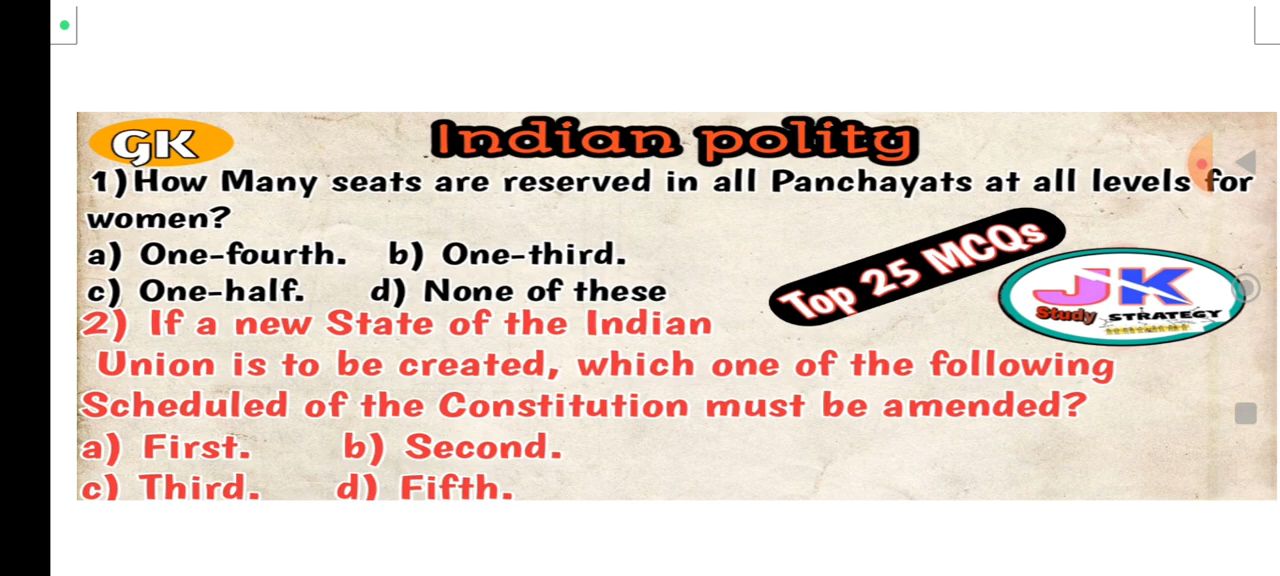 GK
Indian polity
1)How Many seats are reserved in all Panchayats at all levels for
women?
a) One-fourth. b) One-third.
c) One-half. d) None of these
Top 25 MCQs
JK
Study STRATEGY
2) If a new State of the Indian
Union is to be created, which one of the following
Scheduled of the Constitution must be amended?
a) First. b) Second.
c) Third. d) Fifth.